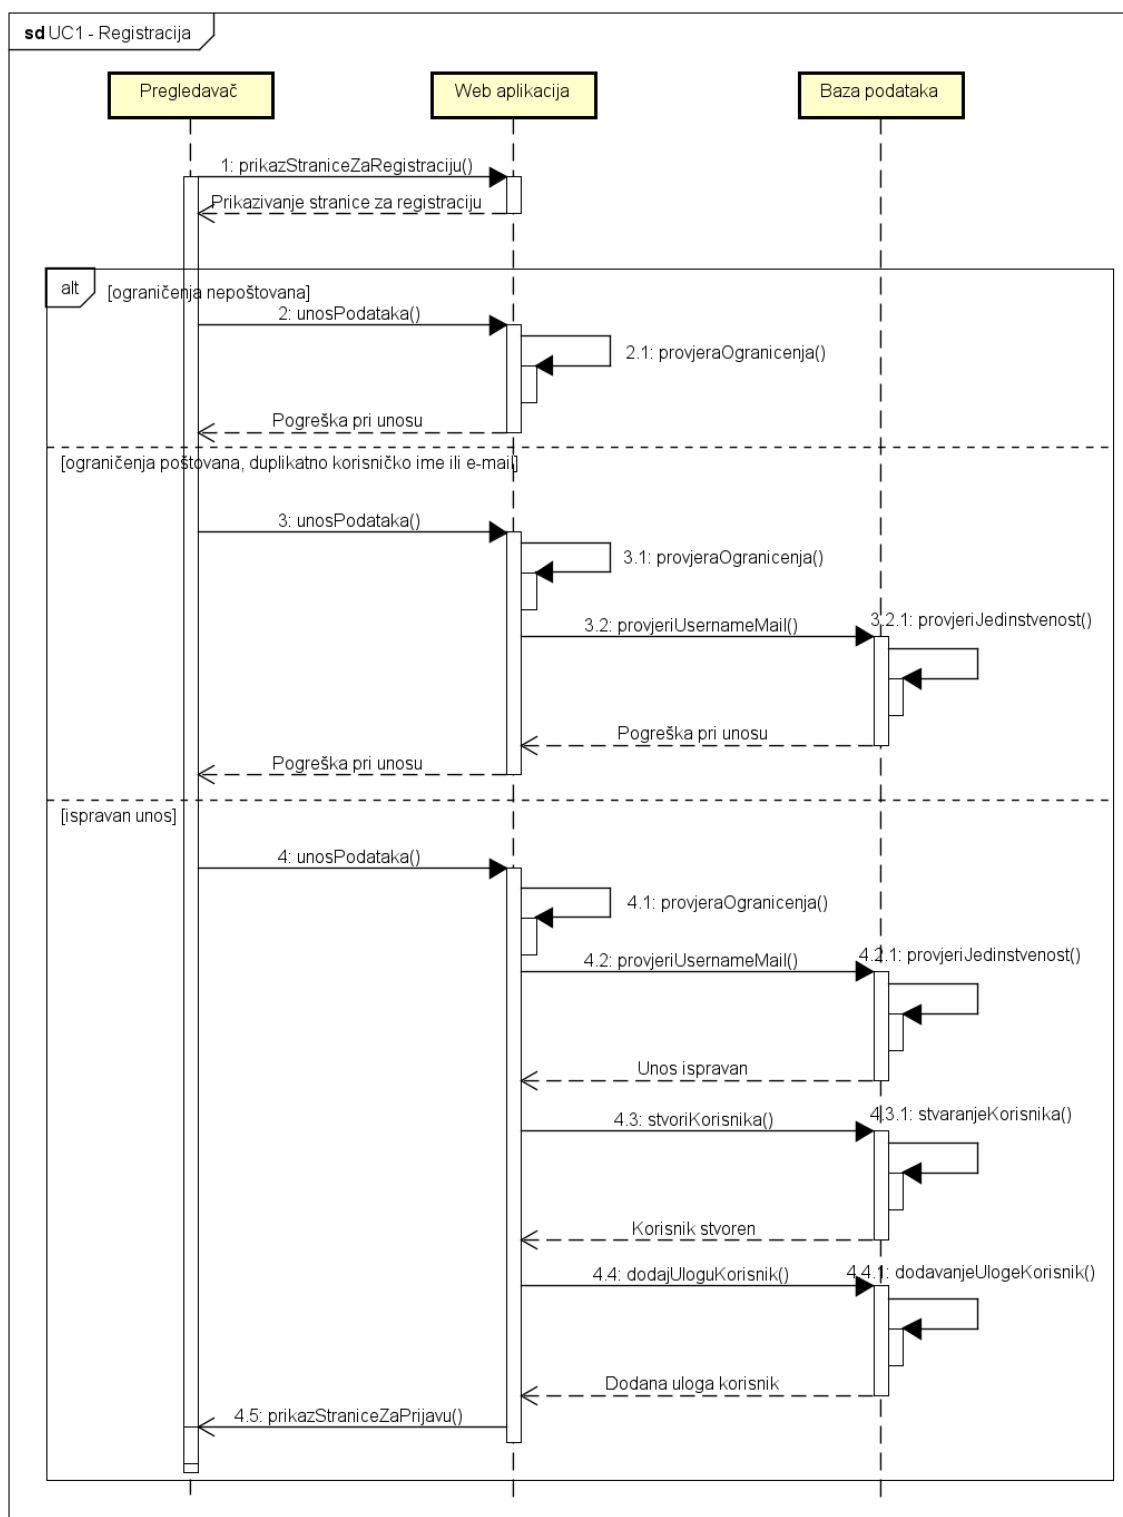 sd UC1 - Registracija
Pregledavač
Web aplikacija
Baza podataka
1: prikazStraniceZaRegistraciju()
Prikazivanje stranice za registraciju
alt
[ograničenja nepoštovana]
2: unosPodataka()
2.1: provjeraOgranicenja()
Pogreška pri unosu
[ograničenja poštovana, duplikatno korisničko ime ili e-mail]
3: unosPodataka()
3.1: provjeraOgranicenja()
3.2: provjeriUsernameMail()
3.2.1: provjeriJedinstvenost()
Pogreška pri unosu
Pogreška pri unosu
[ispravan unos]
4: unosPodataka()
4.1: provjeraOgranicenja()
4.2: provjeriUsernameMail()
4.2.1: provjeriJedinstvenost()
Unos ispravan
4.3: stvoriKorisnika()
4.3.1: stvaranjeKorisnika()
Korisnik stvoren
4.4: dodajUloguKorisnik()
4.4.1: dodavanjeUlogeKorisnik()
Dodana uloga korisnik
4.5: prikazStraniceZaPrijavu()